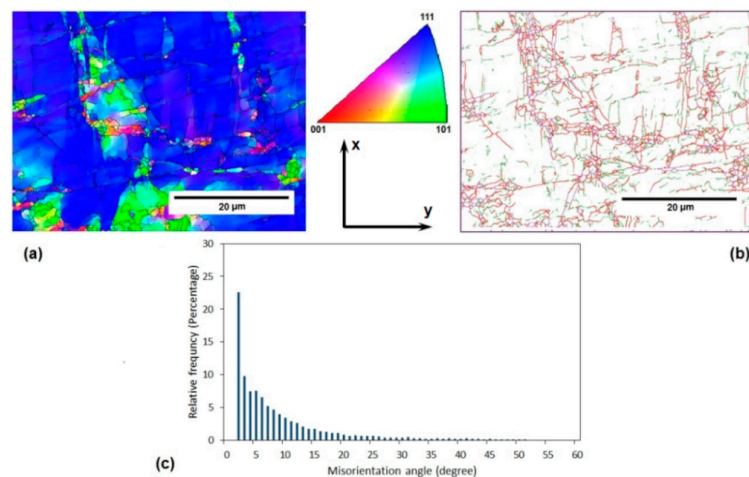 111
001
101
x
y
20 µm
20 µm
(a)
(b)
30
25
20
15
10
5
0
Relative frequncy (Percentage)
0 5 10 15 20 25 30 35 40 45 50 55 60
Misorientation angle (degree)
(c)